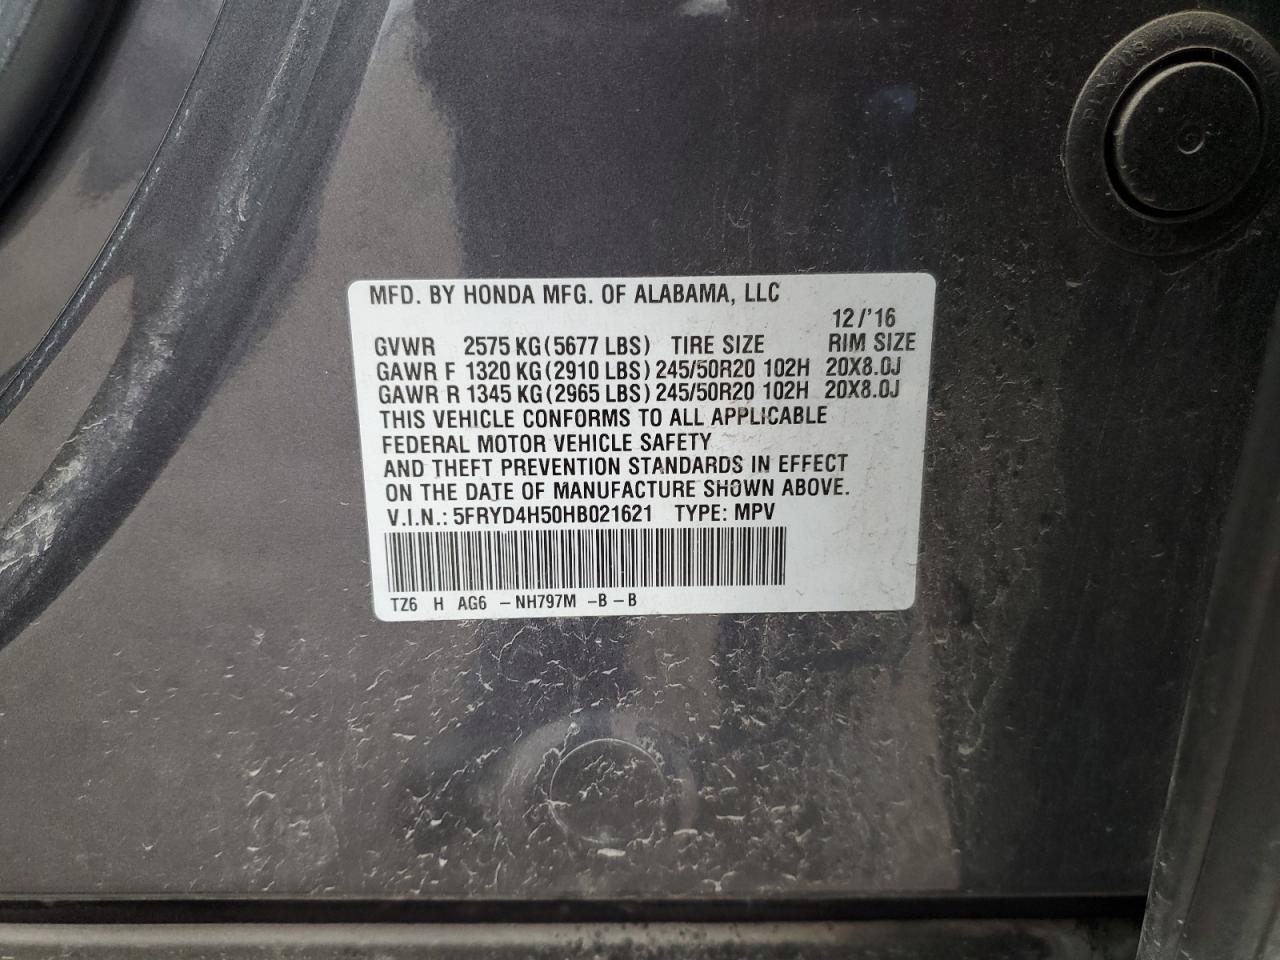 MFD. BY HONDA MFG. OF ALABAMA, LLC
12/'16
GVWR 2575 KG(5677 LBS) TIRE SIZE RIM SIZE
GAWR F 1320 KG(2910 LBS) 245/50R20 102H 20X8.0J
GAWR R 1345 KG(2965 LBS) 245/50R20 102H 20X8.0J
THIS VEHICLE CONFORMS TO ALL APPLICABLE
FEDERAL MOTOR VEHICLE SAFETY
AND THEFT PREVENTION STANDARDS IN EFFECT
ON THE DATE OF MANUFACTURE SHOWN ABOVE.
V.I.N.: 5FRYD4H50HB021621 TYPE: MPV
TZ6 H AG6 - NH797M -B - B